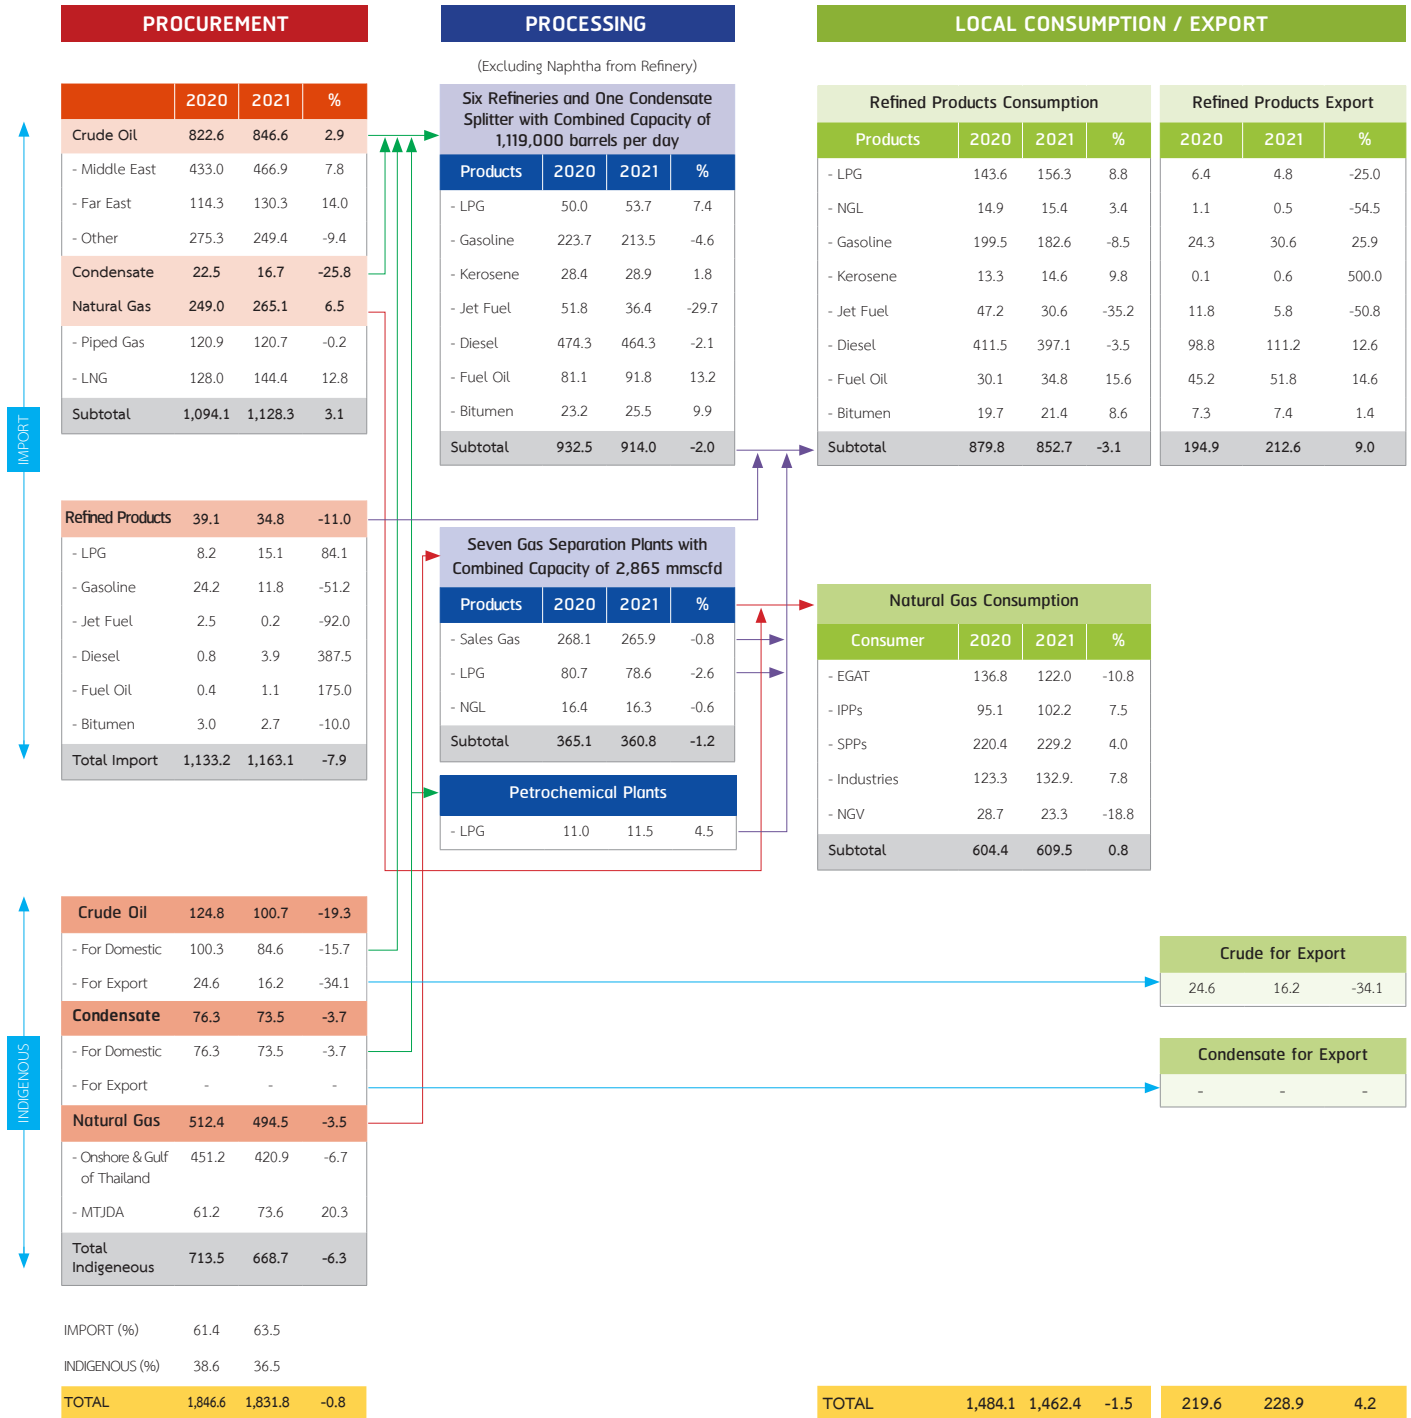 PROCUREMENT
IMPORT
2020 2021 %
Crude Oil 822.6 846.6 2.9
- Middle East 433.0 466.9 7.8
- Far East 114.3 130.3 14.0
- Other 275.3 249.4 -9.4
Condensate 22.5 16.7 -25.8
Natural Gas 249.0 265.1 6.5
- Piped Gas 120.9 120.7 -0.2
- LNG 128.0 144.4 12.8
Subtotal 1,094.1 1,128.3 3.1
Refined Products 39.1 34.8 -11.0
- LPG 8.2 15.1 84.1
- Gasoline 24.2 11.8 -51.2
- Jet Fuel 2.5 0.2 -92.0
- Diesel 0.8 3.9 387.5
- Fuel Oil 0.4 1.1 175.0
- Bitumen 3.0 2.7 -10.0
Total Import 1,133.2 1,163.1 -7.9
INDIGENOUS
Crude Oil 124.8 100.7 -19.3
- For Domestic 100.3 84.6 -15.7
- For Export 24.6 16.2 -34.1
Condensate 76.3 73.5 -3.7
- For Domestic 76.3 73.5 -3.7
- For Export - - -
Natural Gas 512.4 494.5 -3.5
- Onshore & Gulf 451.2 420.9 -6.7
of Thailand
- MTJDA 61.2 73.6 20.3
Total
Indigeneous 713.5 668.7 -6.3
IMPORT (%) 61.4 63.5
INDIGENOUS (%) 38.6 36.5
TOTAL 1,846.6 1,831.8 -0.8
PROCESSING
(Excluding Naphtha from Refinery)
Six Refineries and One Condensate
Splitter with Combined Capacity of
1,119,000 barrels per day
Products 2020 2021 %
- LPG 50.0 53.7 7.4
- Gasoline 223.7 213.5 -4.6
- Kerosene 28.4 28.9 1.8
- Jet Fuel 51.8 36.4 -29.7
- Diesel 474.3 464.3 -2.1
- Fuel Oil 81.1 91.8 13.2
- Bitumen 23.2 25.5 9.9
Subtotal 932.5 914.0 -2.0
Seven Gas Separation Plants with
Combined Capacity of 2,865 mmscfd
Products 2020 2021 %
- Sales Gas 268.1 265.9 -0.8
- LPG 80.7 78.6 -2.6
- NGL 16.4 16.3 -0.6
Subtotal 365.1 360.8 -1.2
Petrochemical Plants
- LPG 11.0 11.5 4.5
LOCAL CONSUMPTION / EXPORT
Refined Products Consumption
Products 2020 2021 %
- LPG 143.6 156.3 8.8
- NGL 14.9 15.4 3.4
- Gasoline 199.5 182.6 -8.5
- Kerosene 13.3 14.6 9.8
- Jet Fuel 47.2 30.6 -35.2
- Diesel 411.5 397.1 -3.5
- Fuel Oil 30.1 34.8 15.6
- Bitumen 19.7 21.4 8.6
Subtotal 879.8 852.7 -3.1
Refined Products Export
2020 2021 %
6.4 4.8 -25.0
1.1 0.5 -54.5
24.3 30.6 25.9
0.1 0.6 500.0
11.8 5.8 -50.8
98.8 111.2 12.6
45.2 51.8 14.6
7.3 7.4 1.4
194.9 212.6 9.0
Natural Gas Consumption
Consumer 2020 2021 %
- EGAT 136.8 122.0 -10.8
- IPPs 95.1 102.2 7.5
- SPPs 220.4 229.2 4.0
- Industries 123.3 132.9. 7.8
- NGV 28.7 23.3 -18.8
Subtotal 604.4 609.5 0.8
Crude for Export
24.6 16.2 -34.1
Condensate for Export
- - -
TOTAL 1,484.1 1,462.4 -1.5
219.6 228.9 4.2